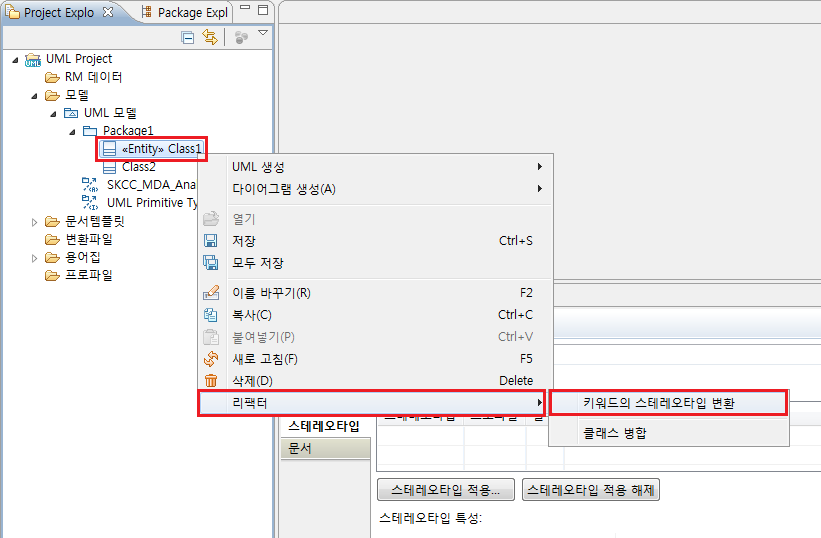 Project Explo
Package Expl
UML Project
RM 데이터
모델
UML 모델
Package1
«Entity» Class1
Class2
SKCC_MDA_Ana
UML Primitive Ty
문서템플릿
변환파일
용어집
프로파일
UML 생성
다이어그램 생성(A)
열기
저장 Ctrl+S
모두 저장
이름 바꾸기(R) F2
복사(C) Ctrl+C
붙여넣기(P) Ctrl+V
새로 고침(F) F5
삭제(D) Delete
리팩터
키워드의 스테레오타입 변환
클래스 병합
스테레오타입
문서
스테레오타입 적용...
스테레오타입 적용 해제
스테레오타입 특성: